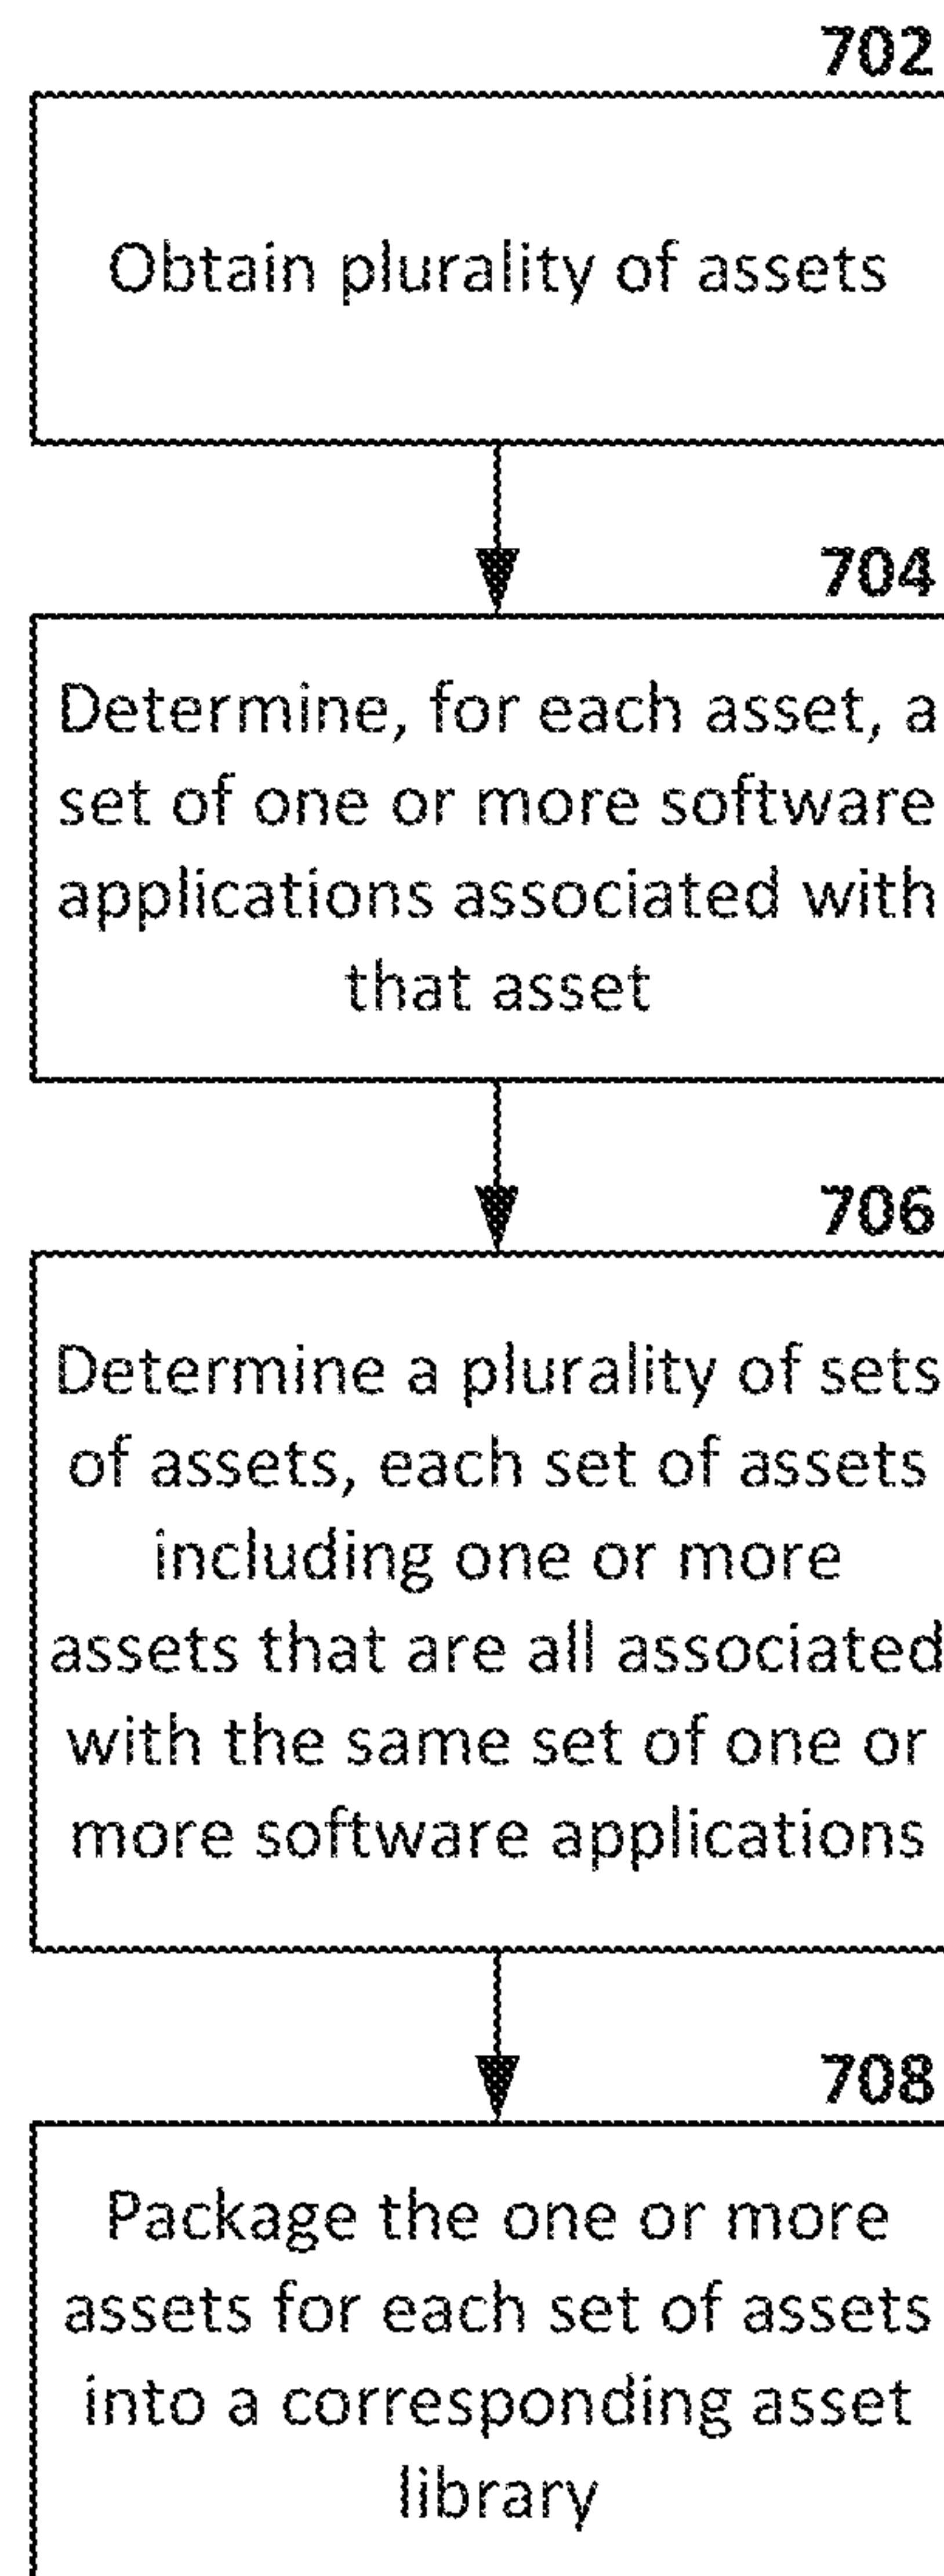 702
Obtain plurality of assets
704
Determine, for each asset, a
set of one or more software
applications associated with
that asset
706
Determine a plurality of sets
of assets, each set of assets
including one or more
assets that are all associated
with the same set of one or
more software applications
708
Package the one or more
assets for each set of assets
into a corresponding asset
library